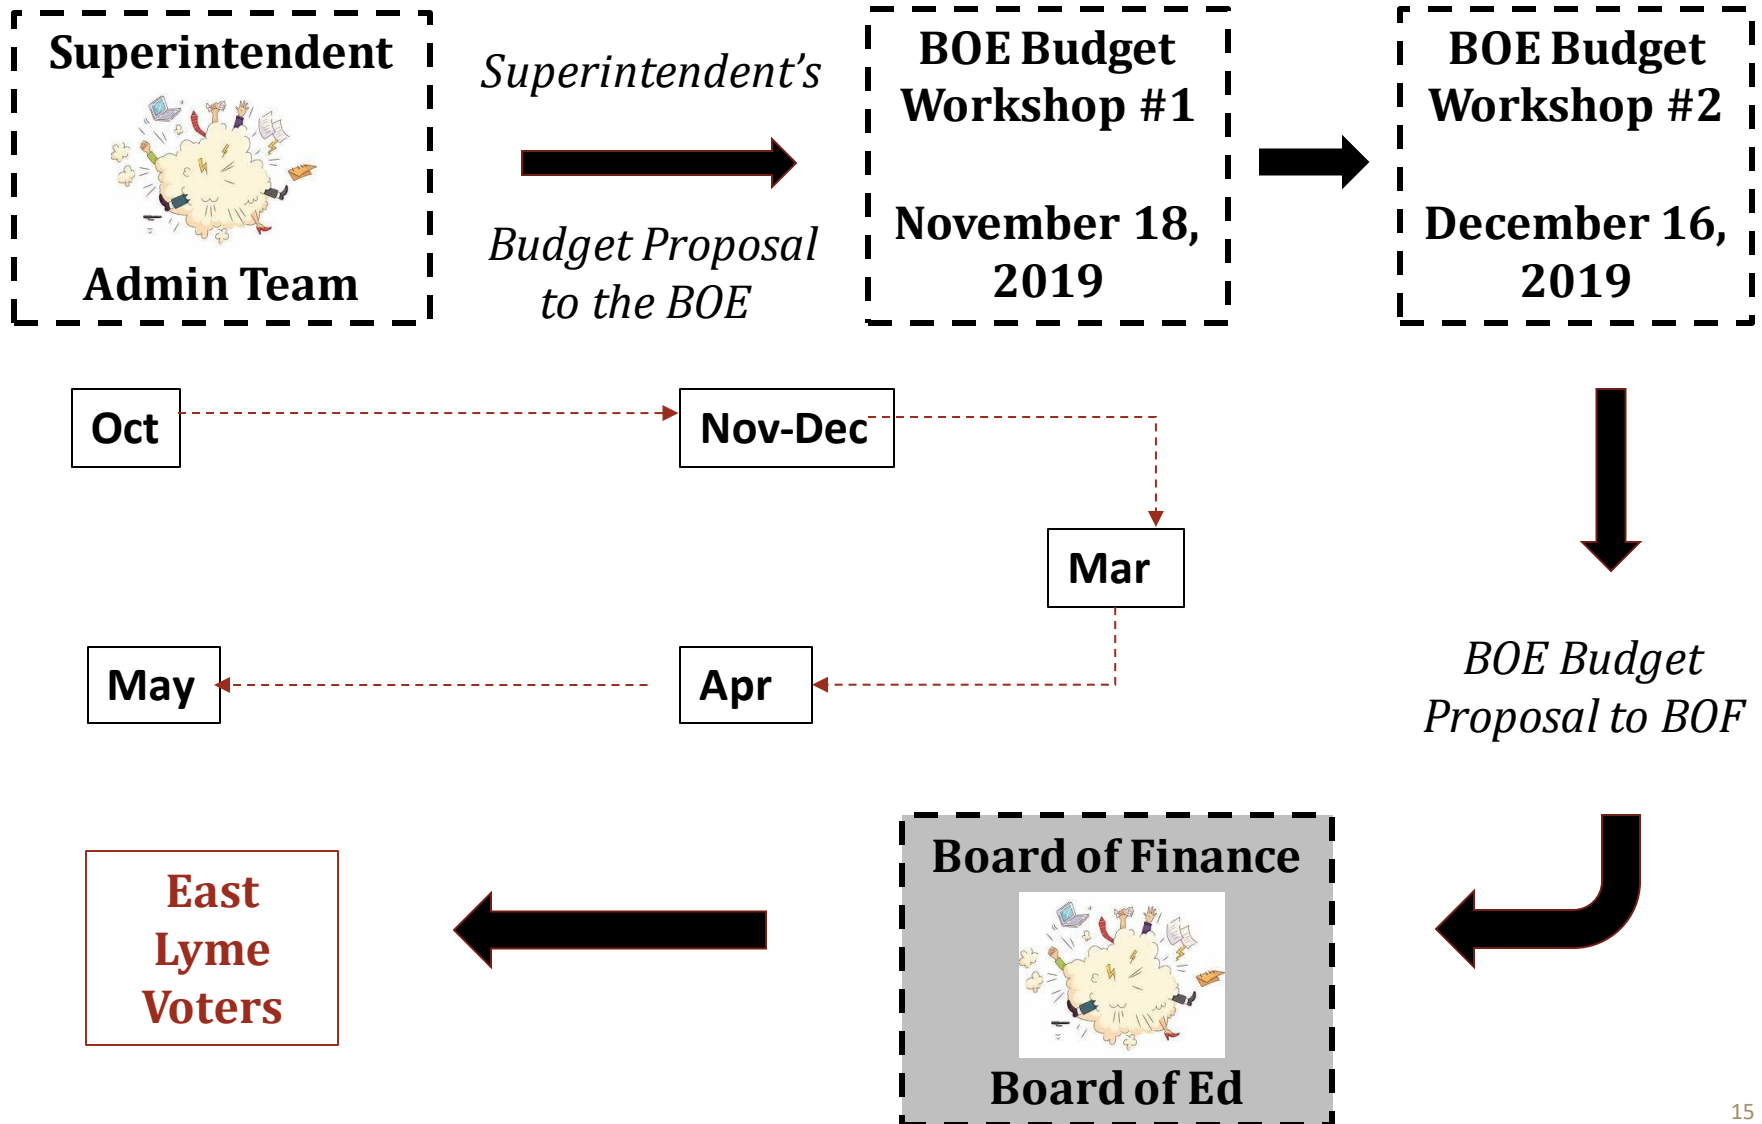 Superintendent
Admin Team
Superintendent’s
Budget Proposal
to the BOE
BOE Budget
Workshop #1
November 18,
2019
BOE Budget
Workshop #2
December 16,
2019
Oct
Nov-Dec
Mar
Apr
May
BOE Budget
Proposal to BOF
Board of Finance
Board of Ed
East
Lyme
Voters
15